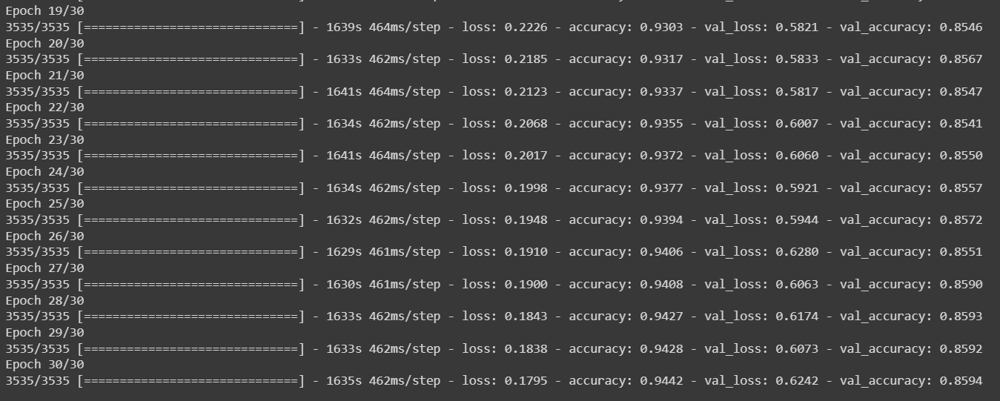 Epoch 19/30
3535/3535 [==============================] - 1639s 464ms/step - loss: 0.2226 - accuracy: 0.9303 - val_loss: 0.5821 - val_accuracy: 0.8546
Epoch 20/30
3535/3535 [==============================] - 1633s 462ms/step - loss: 0.2185 - accuracy: 0.9317 - val_loss: 0.5833 - val_accuracy: 0.8567
Epoch 21/30
3535/3535 [==============================] - 1641s 464ms/step - loss: 0.2123 - accuracy: 0.9337 - val_loss: 0.5817 - val_accuracy: 0.8547
Epoch 22/30
3535/3535 [==============================] - 1634s 462ms/step - loss: 0.2068 - accuracy: 0.9355 - val_loss: 0.6007 - val_accuracy: 0.8541
Epoch 23/30
3535/3535 [==============================] - 1641s 464ms/step - loss: 0.2017 - accuracy: 0.9372 - val_loss: 0.6060 - val_accuracy: 0.8550
Epoch 24/30
3535/3535 [==============================] - 1634s 462ms/step - loss: 0.1998 - accuracy: 0.9377 - val_loss: 0.5921 - val_accuracy: 0.8557
Epoch 25/30
3535/3535 [==============================] - 1632s 462ms/step - loss: 0.1948 - accuracy: 0.9394 - val_loss: 0.5944 - val_accuracy: 0.8572
Epoch 26/30
3535/3535 [==============================] - 1629s 461ms/step - loss: 0.1910 - accuracy: 0.9406 - val_loss: 0.6280 - val_accuracy: 0.8551
Epoch 27/30
3535/3535 [==============================] - 1630s 461ms/step - loss: 0.1900 - accuracy: 0.9408 - val_loss: 0.6063 - val_accuracy: 0.8590
Epoch 28/30
3535/3535 [==============================] - 1633s 462ms/step - loss: 0.1843 - accuracy: 0.9427 - val_loss: 0.6174 - val_accuracy: 0.8593
Epoch 29/30
3535/3535 [==============================] - 1633s 462ms/step - loss: 0.1838 - accuracy: 0.9428 - val_loss: 0.6073 - val_accuracy: 0.8592
Epoch 30/30
3535/3535 [==============================] - 1635s 462ms/step - loss: 0.1795 - accuracy: 0.9442 - val_loss: 0.6242 - val_accuracy: 0.8594